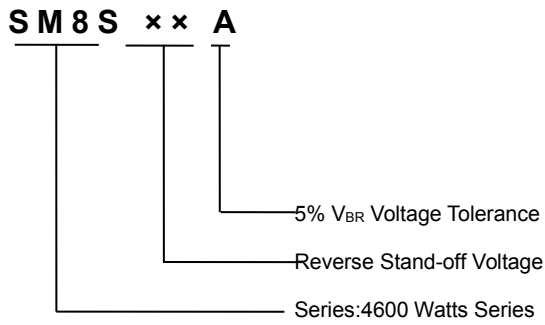 SM8S ×× A
5% VBR Voltage Tolerance
Reverse Stand-off Voltage
Series:4600 Watts Series